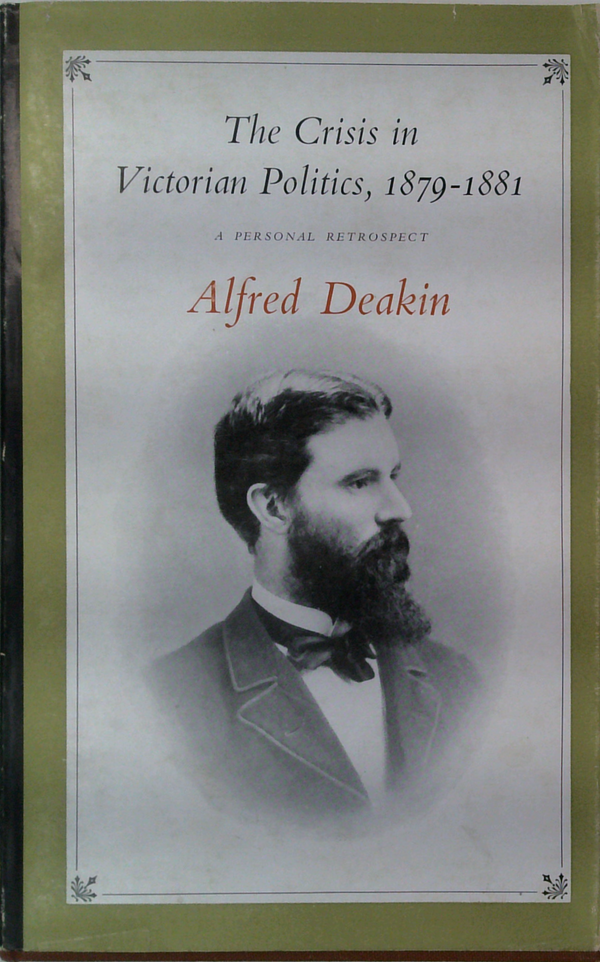 The Crisis in
Victorian Politics, 1879-1881
A PERSONAL RETROSPECT
Alfred Deakin